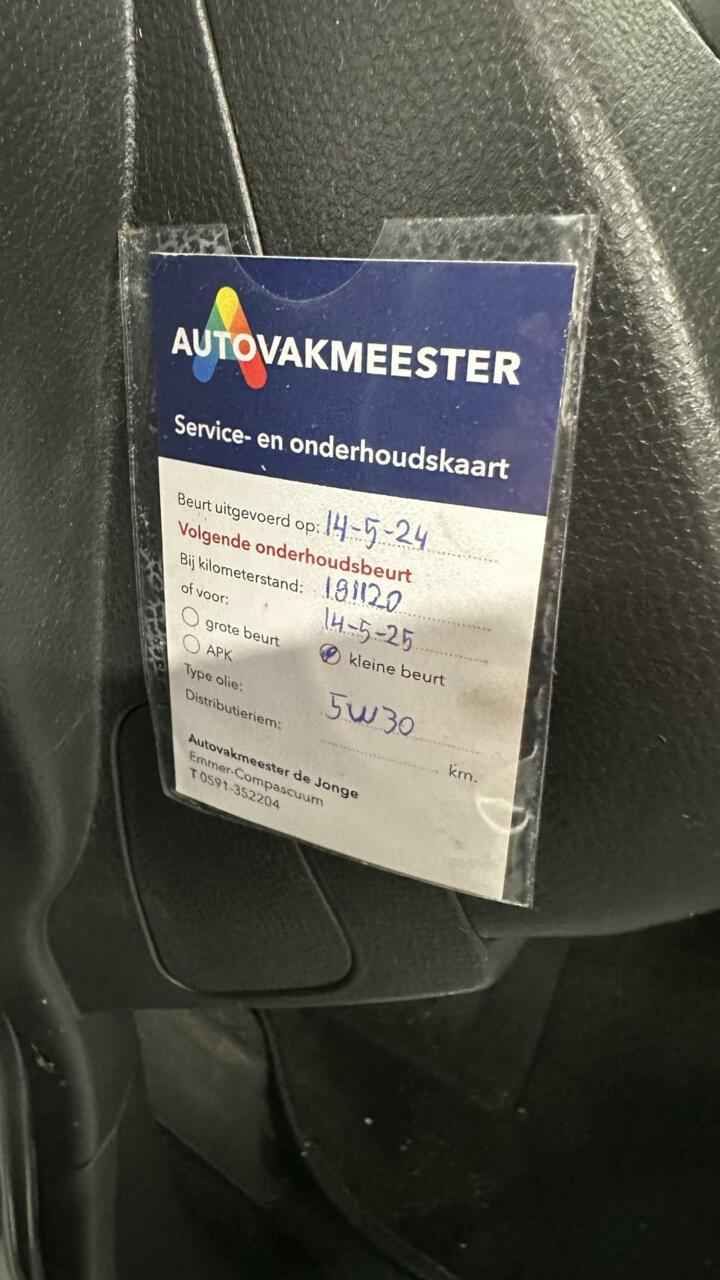 AUTOVAKMEESTER
Service- en onderhoudskaart
Beurt uitgevoerd op: 14-5-24
Volgende onderhoudsbeurt
Bij kilometerstand: 191120
of voor: 14-5-25
grote beurt
APK
kleine beurt
Type olie: 5W30
Distributieriem: km.
Autovakmeester de Jonge
Emmer-Compascuum
T 0591-352204